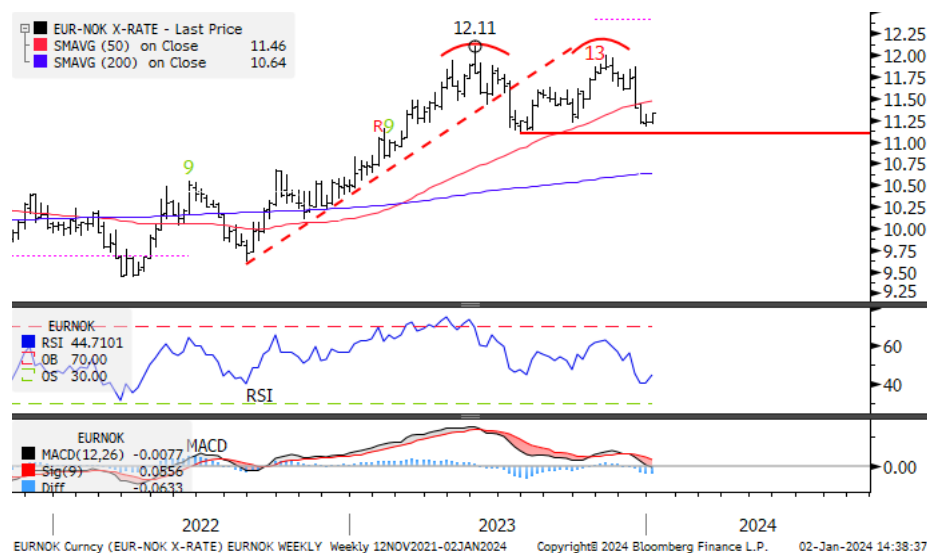 EUR-NOK X-RATE - Last Price
SMAVG (50) on Close 11.46
SMAVG (200) on Close 10.64
12.11
13
R9
9
12.25
12.00
11.75
11.50
11.25
11.00
10.75
10.50
10.25
10.00
9.75
9.50
9.25
EURNOK
RSI 44.7101
OB 70.00
OS 30.00
RSI
60
40
EURNOK
MACD(12,26) -0.0077
Sig(9) 0.0556
Diff -0.0633
MACD
0.00
2022 2023 2024
EURNOK Curncy (EUR-NOK X-RATE) EURNOK WEEKLY Weekly 12NOV2021-02JAN2024 Copyright© 2024 Bloomberg Finance L.P. 02-Jan-2024 14:38:37